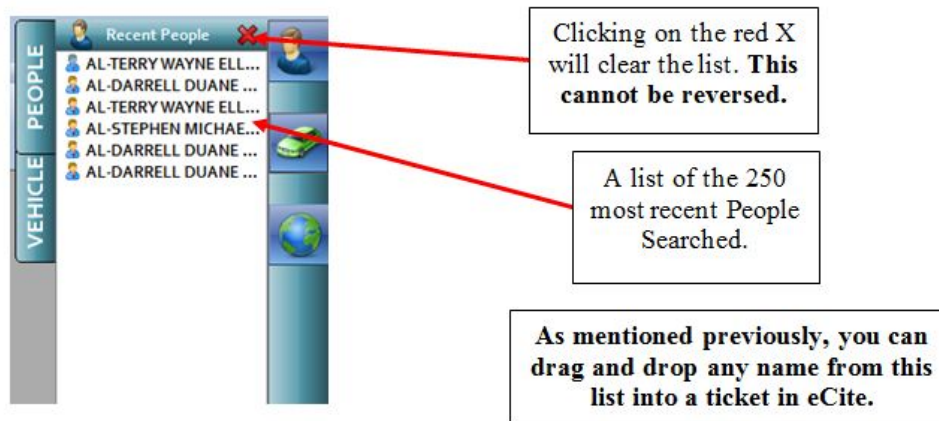 PEOPLE
VEHICLE
Recent People
AL-TERRY WAYNE ELL...
AL-DARRELL DUANE ...
AL-TERRY WAYNE ELL...
AL-STEPHEN MICHAE...
AL-DARRELL DUANE ...
AL-DARRELL DUANE ...
Clicking on the red X
will clear the list. This
cannot be reversed.
A list of the 250
most recent People
Searched.
As mentioned previously, you can
drag and drop any name from this
list into a ticket in eCite.